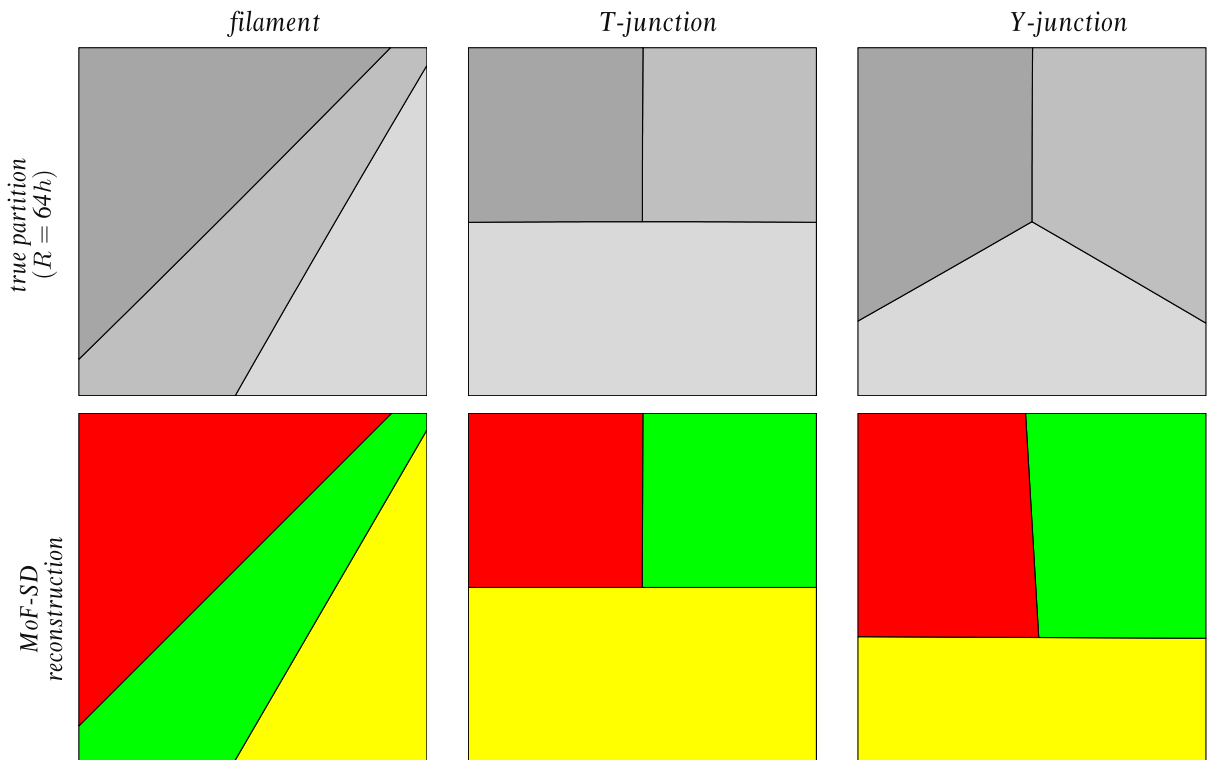 filament
T-junction
Y-junction
true partition
(R = 64h)
MoF-SD
reconstruction